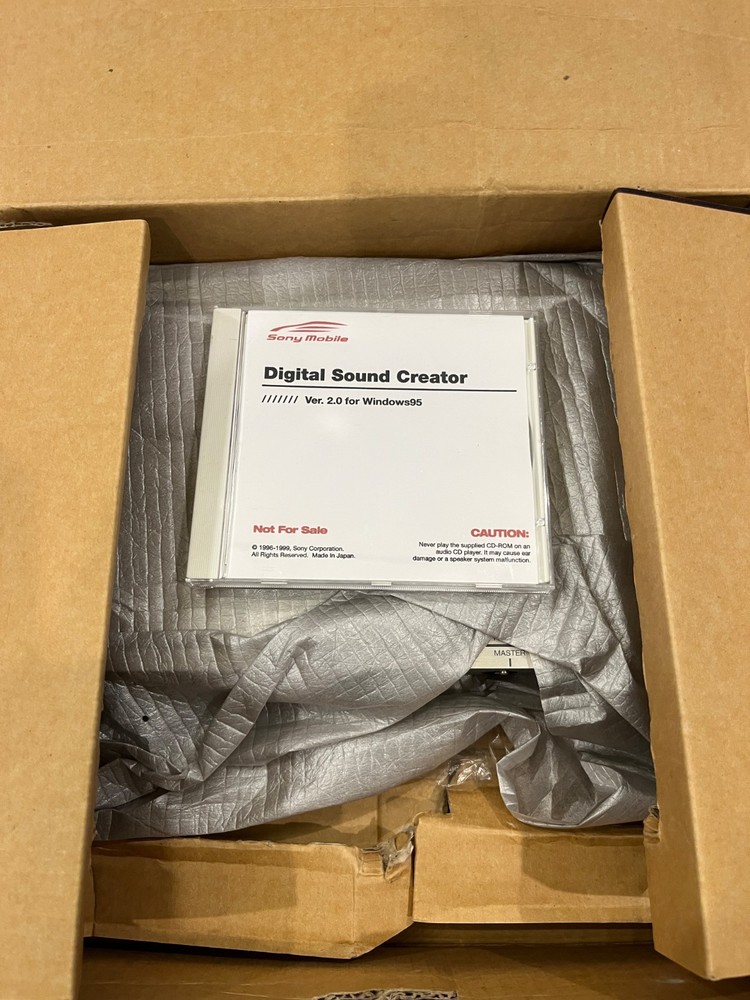 Sony Mobile
Digital Sound Creator
/////// Ver. 2.0 for Windows95
Not For Sale
© 1996-1999, Sony Corporation.
All Rights Reserved. Made In Japan.
CAUTION:
Never play the supplied CD-ROM on an
audio CD player. It may cause ear
damage or a speaker system malfunction.
MASTER